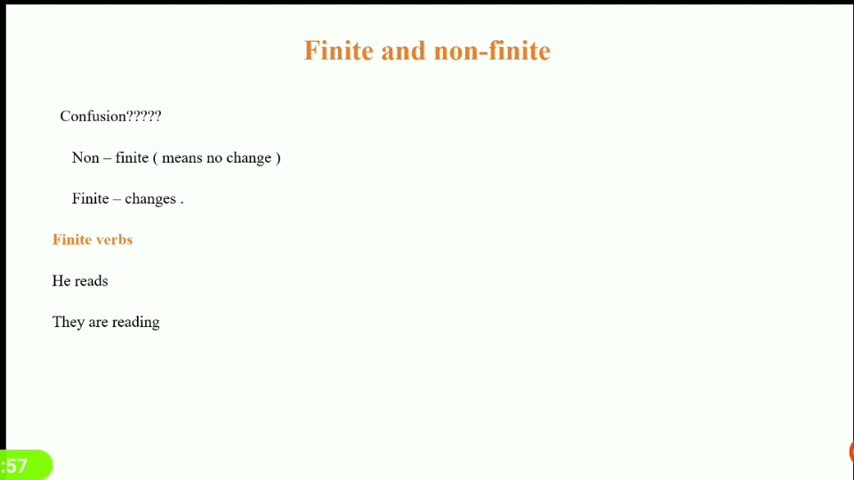 Finite and non-finite
Confusion?????
Non – finite ( means no change )
Finite – changes .
Finite verbs
He reads
They are reading
:57